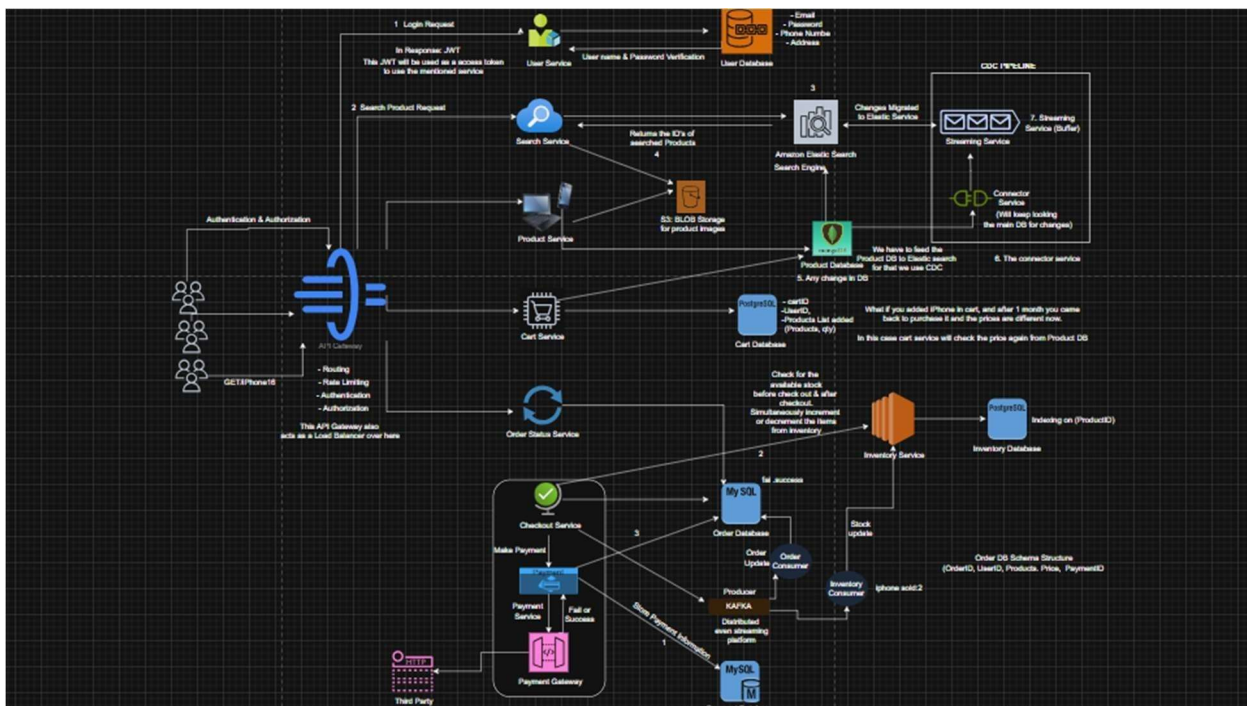 1 Login Request
In Response: JWT
This JWT will be used as a access token
to use the mentioned service
User Service
User name & Password Verification
- Email
- Password
- Phone Numbe
- Address
User Database
2 Search Product Request
Search Service
Returns the ID's of
searched Products
4
3
Amazon Elastic Search
Search Engine
Changes Migrated
to Elastic Service
CDC PIPELINE
Streaming Service
7. Streaming
Service (Buffer)
Connector
Service
(Will keep looking
the main DB for changes)
6. The connector service
Product Service
S3: BLOB Storage
for product images
Product Database
5. Any change in DB
We have to feed the
Product DB to Elastic search
for that we use CDC
Authentication & Authorization
API Gateway
GET/iPhone16
- Routing
- Rate Limiting
- Authentication
- Authorization
This API Gateway also
acts as a Load Balancer over here
Cart Service
PostgreSQL
- cartID
-UserID,
-Products List added
(Products, qty)
Cart Database
What if you added iPhone in cart, and after 1 month you came
back to purchase it and the prices are different now.
In this case cart service will check the price again from Product DB
Order Status Service
Check for the
available stock
before check out & after
checkout.
Simultaneously increment
or decrement the items
from inventory
2
Inventory Service
PostgreSQL
Indexing on (ProductID)
Inventory Database
Checkout Service
My SQL
fai .success
Order Database
3
Make Payment
Payment
Service
Fail or
Success
Payment Gateway
HTTP
Third Party
Order
Update
Order
Consumer
Producer
KAFKA
Distributed
even streaming
platform
Stock
update
Inventory
Consumer
iphone sold:2
Order DB Schema Structure
(OrderID, UserID, Products. Price, PaymentID
Store Payment Information
1
MySQL
M